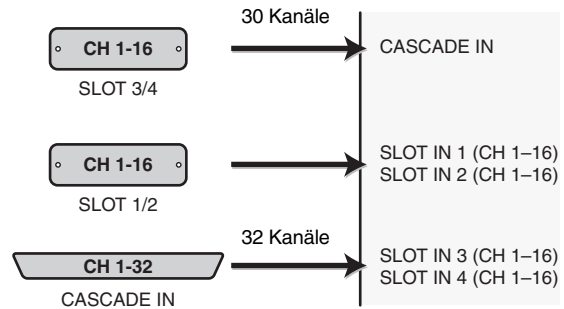 30 Kanäle
CH 1-16
CASCADE IN
SLOT 3/4
CH 1-16
SLOT IN 1 (CH 1–16)
SLOT IN 2 (CH 1–16)
SLOT 1/2
32 Kanäle
CH 1-32
SLOT IN 3 (CH 1–16)
SLOT IN 4 (CH 1–16)
CASCADE IN